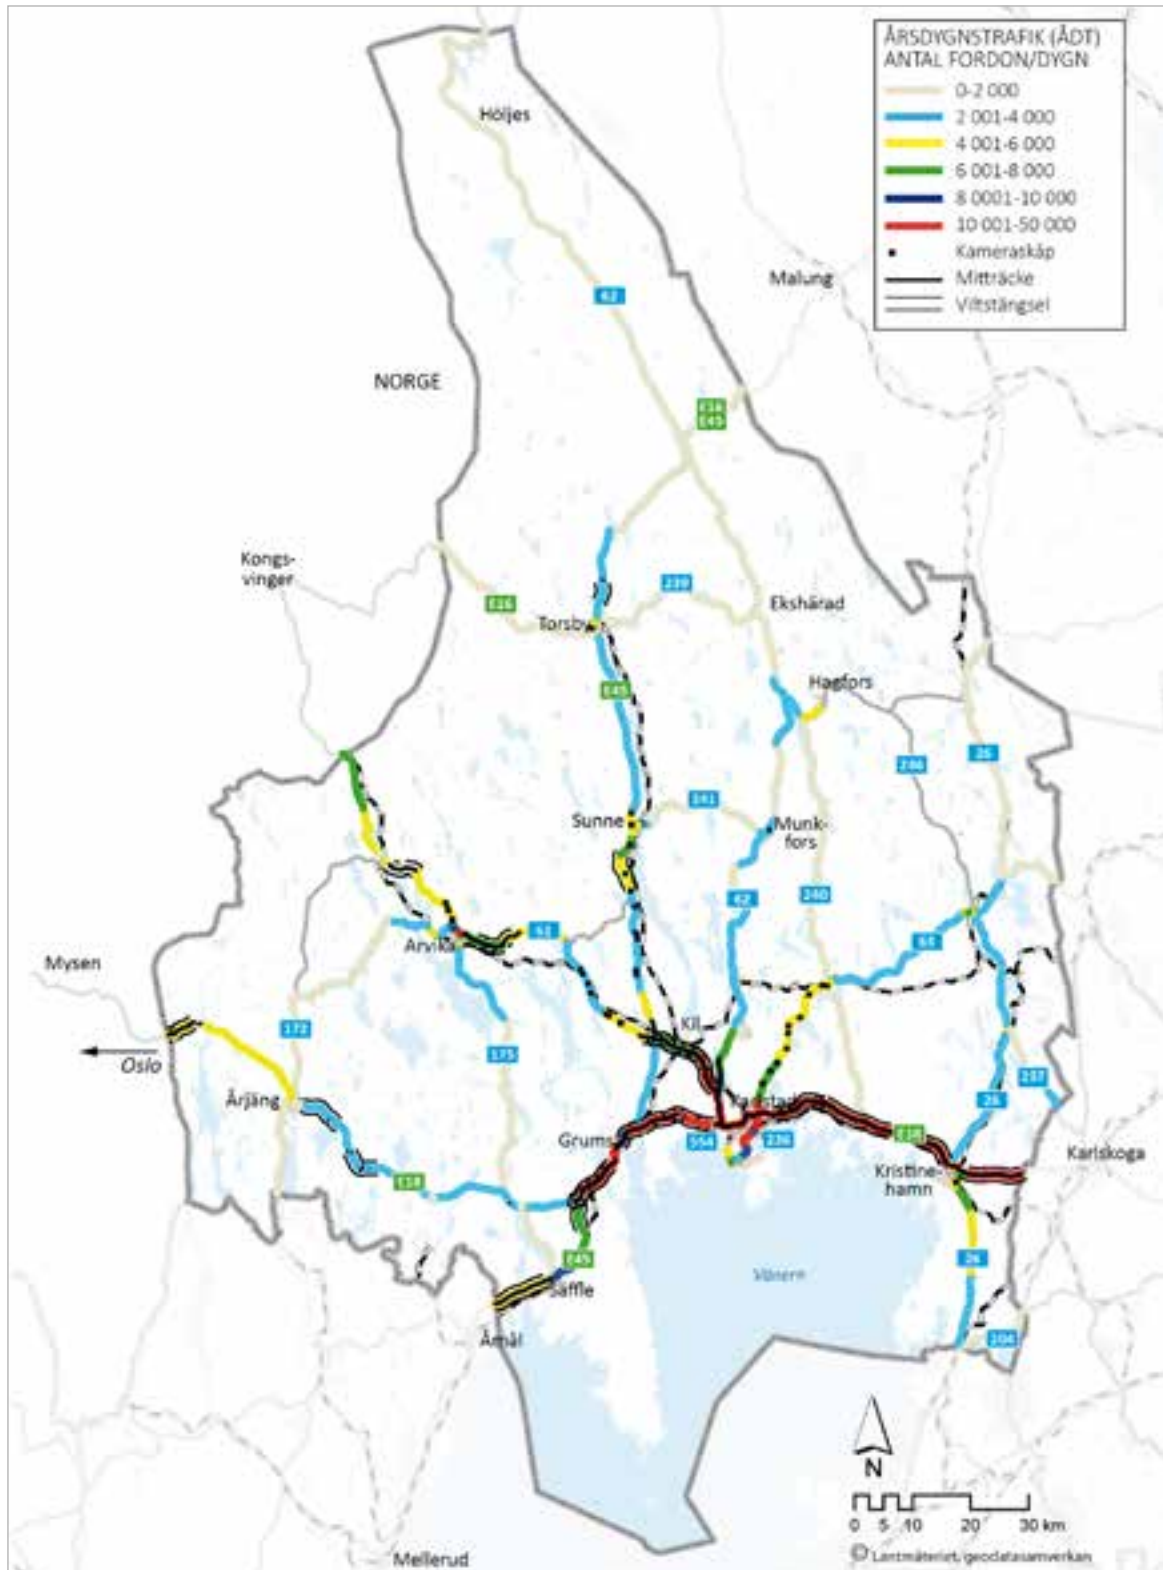 ÅRSDYGNSTRAFIK (ÅDT)
ANTAL FORDON/DYGN
0-2 000
2 001-4 000
4 001-6 000
6 001-8 000
8 0001-10 000
10 001-50 000
Kameraskåp
Mitträcke
Viltstängsel
Höljes
Malung
62
NORGE
E16
E45
Kongs-
vinger
E16
239
Ekshärad
Torsby
E45
Hagfors
26
246
Sunne
241
Munk-
fors
62
240
Arvika
61
63
Mysen
Kil
Oslo
172
175
237
Årjäng
26
Karlstad
Grums
554
236
E18
Karlskoga
Kristine-
hamn
E18
E45
26
Säffle
Vänern
Åmål
204
N
0 5 10 20 30 km
Mellerud
© Lantmäteriet, geodatasamverkan